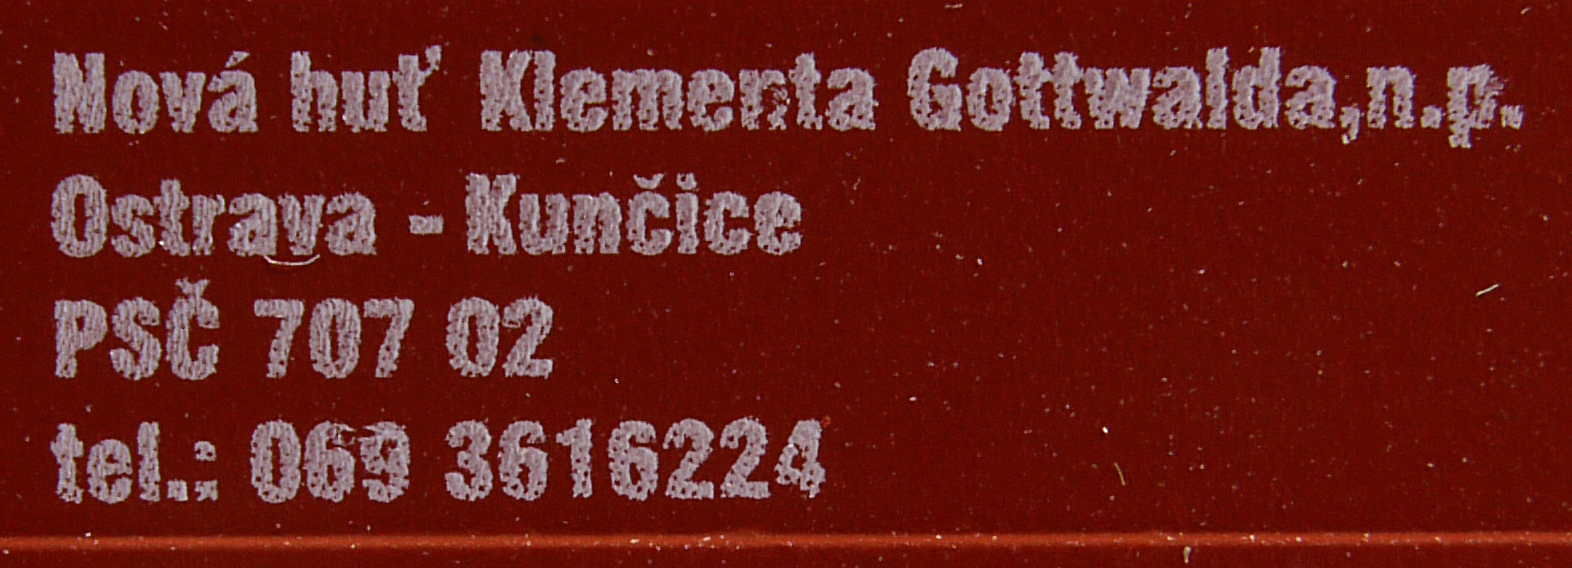 Nová huť Klementa Gottwalda,n.p.
Ostrava - Kunčice
PSČ 707 02
tel.: 069 3616224